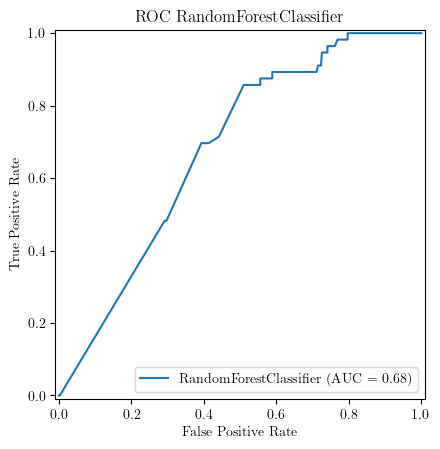 ROC RandomForestClassifier
1.0
0.8
0.6
0.4
0.2
0.0
True Positive Rate
RandomForestClassifier (AUC = 0.68)
0.0 0.2 0.4 0.6 0.8 1.0
False Positive Rate